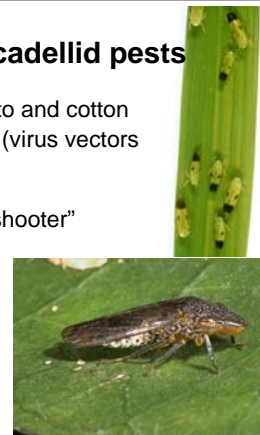 cadellid pests
to and cotton
(virus vectors
shooter”